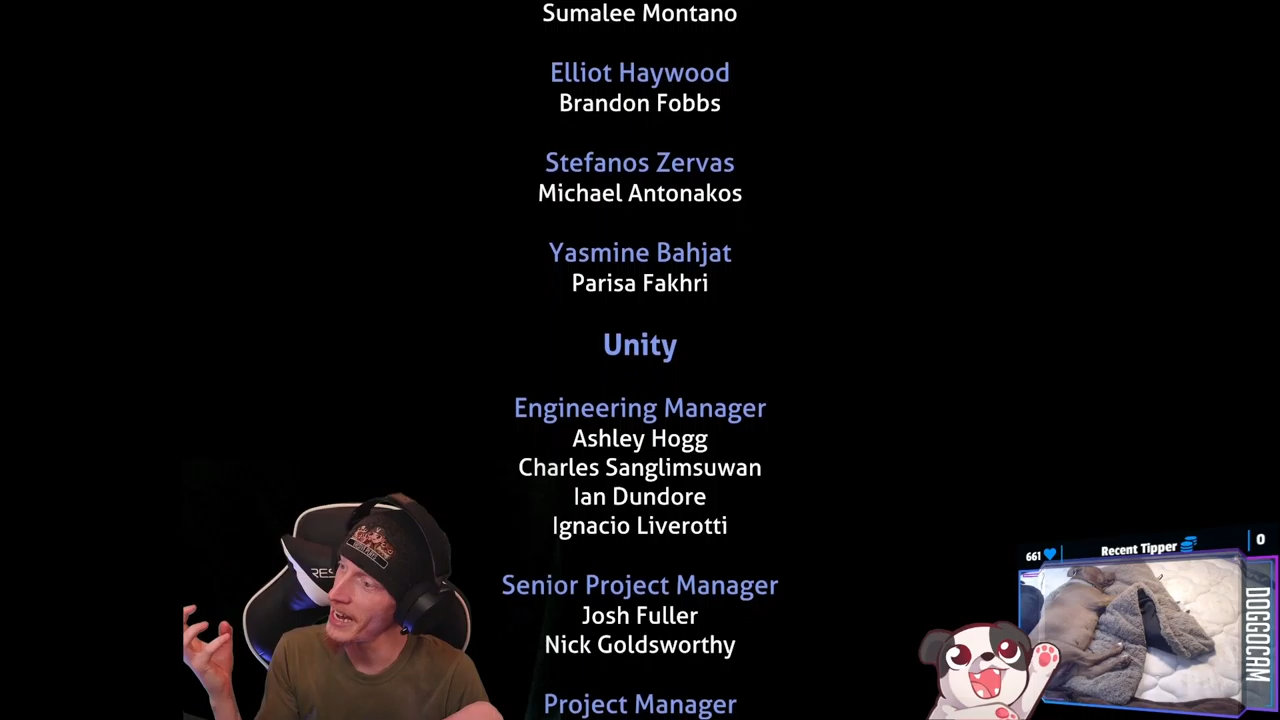 Sumalee Montano
Elliot Haywood
Brandon Fobbs
Stefanos Zervas
Michael Antonakos
Yasmine Bahjat
Parisa Fakhri
Unity
Engineering Manager
Ashley Hogg
Charles Sanglimsuwan
Ian Dundore
Ignacio Liverotti
Senior Project Manager
Josh Fuller
Nick Goldsworthy
Project Manager
661
Recent Tipper
0
DOGGOCAM